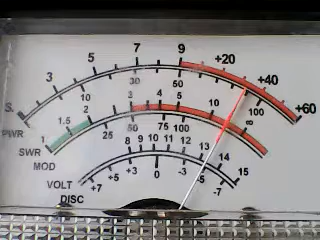 S. 3 5 7 9 +20 +40 +60
PWR 2 10 30 50 100
SWR 1 1.5 2 3 4 5 10 ∞
MOD 25 50 75 100
VOLT 8 9 10 11 12 13 14 15
DISC +7 +5 +3 0 -3 -5 -7